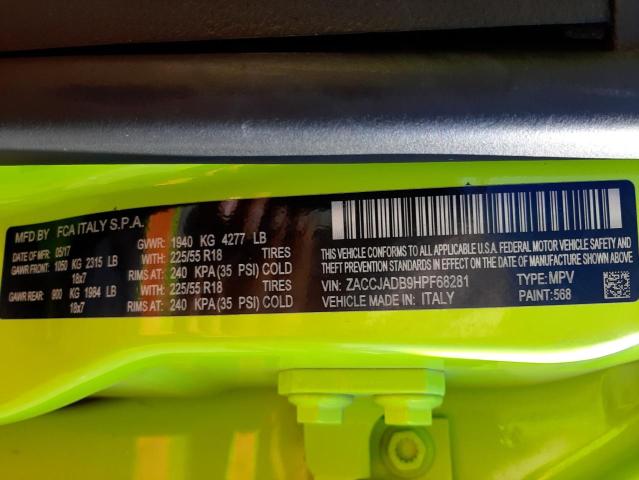 MFD BY FCA ITALY S.P.A.
DATE OF MFR: 05/17 GVWR: 1940 KG 4277 LB
GAWR FRONT: 1050 KG 2315 LB WITH 225/55 R18 TIRES
18x7 RIMS AT: 240 KPA(35 PSI) COLD
GAWR REAR: 900 KG 1984 LB WITH 225/55 R18 TIRES
18x7 RIMS AT: 240 KPA(35 PSI) COLD
THIS VEHICLE CONFORMS TO ALL APPLICABLE U.S.A. FEDERAL MOTOR VEHICLE SAFETY AND
THEFT PREVENTION STANDARDS IN EFFECT ON THE DATE OF MANUFACTURE SHOWN ABOVE.
VIN: ZACCJADB9HPF68281 TYPE: MPV
VEHICLE MADE IN: ITALY PAINT: 568